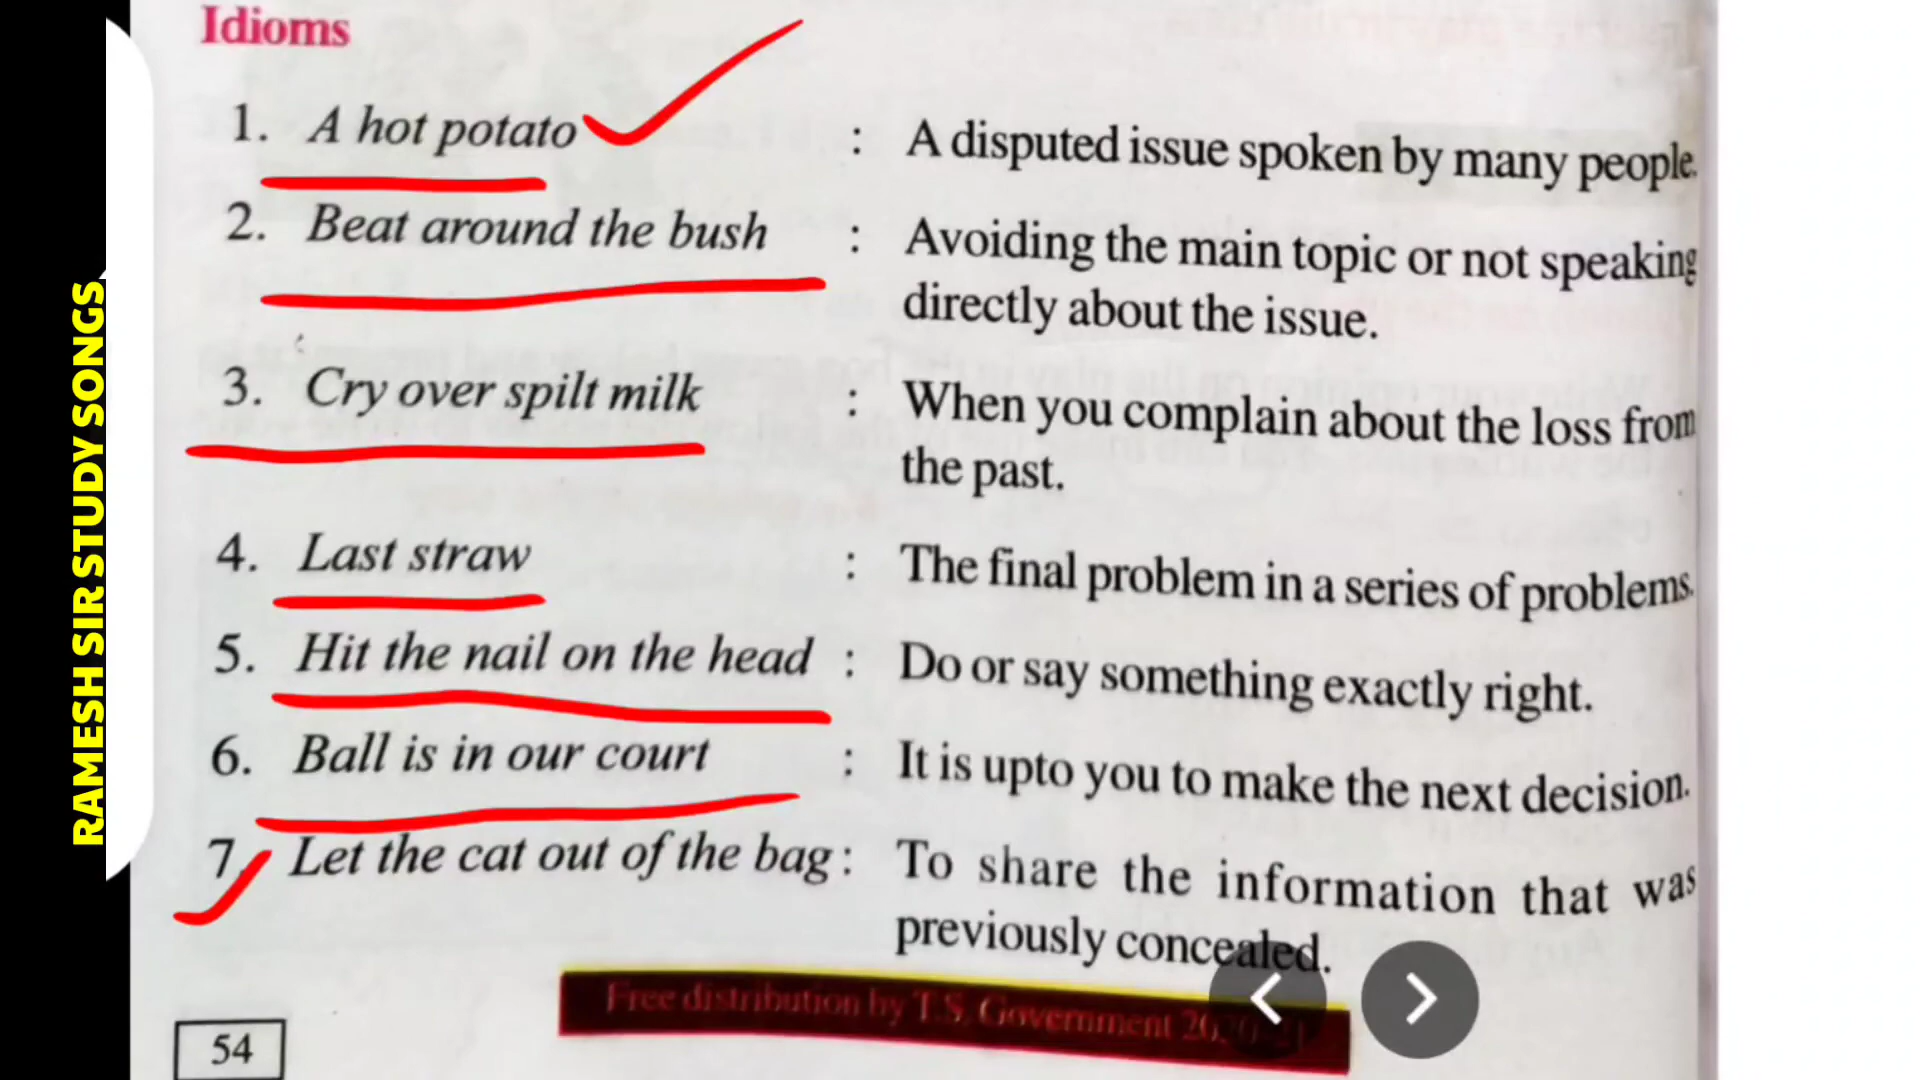 Idioms
1. A hot potato : A disputed issue spoken by many people.
2. Beat around the bush : Avoiding the main topic or not speaking
directly about the issue.
3. Cry over spilt milk : When you complain about the loss from
the past.
4. Last straw : The final problem in a series of problems.
5. Hit the nail on the head : Do or say something exactly right.
6. Ball is in our court : It is upto you to make the next decision.
7. Let the cat out of the bag : To share the information that was
previously concealed.
Free distribution by T.S. Government
54
RAMESH SIR STUDY SONGS